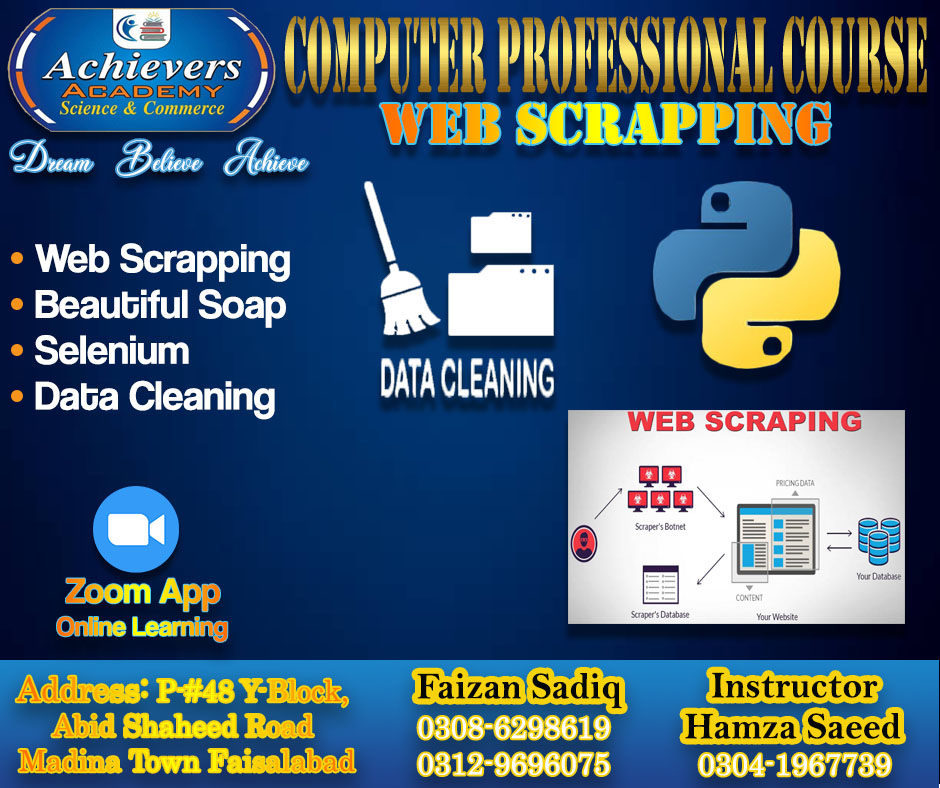 Achievers
ACADEMY
Science & Commerce
Dream Believe Achieve
COMPUTER PROFESSIONAL COURSE
WEB SCRAPPING
• Web Scrapping
• Beautiful Soap
• Selenium
• Data Cleaning
DATA CLEANING
WEB SCRAPING
PRICING DATA
Scraper's Botnet
Your Database
CONTENT
Scraper's Database
Your Website
Zoom App
Online Learning
Address: P-#48 Y-Block,
Abid Shaheed Road
Madina Town Faisalabad
Faizan Sadiq
0308-6298619
0312-9696075
Instructor
Hamza Saeed
0304-1967739